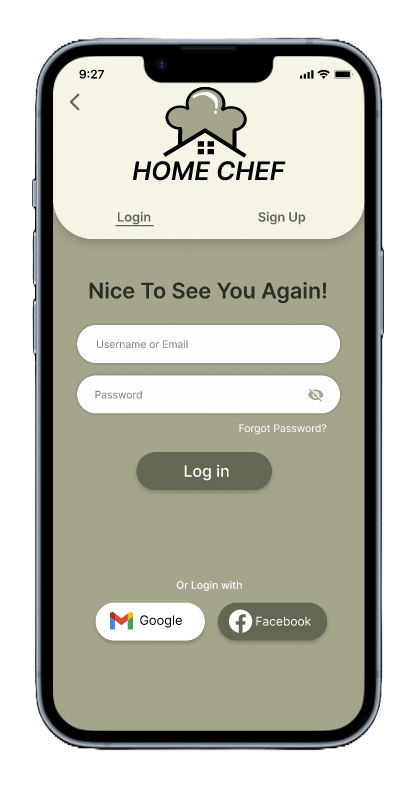 9:27
HOME CHEF
Login
Sign Up
Nice To See You Again!
Username or Email
Password
Forgot Password?
Log in
Or Login with
Google
Facebook